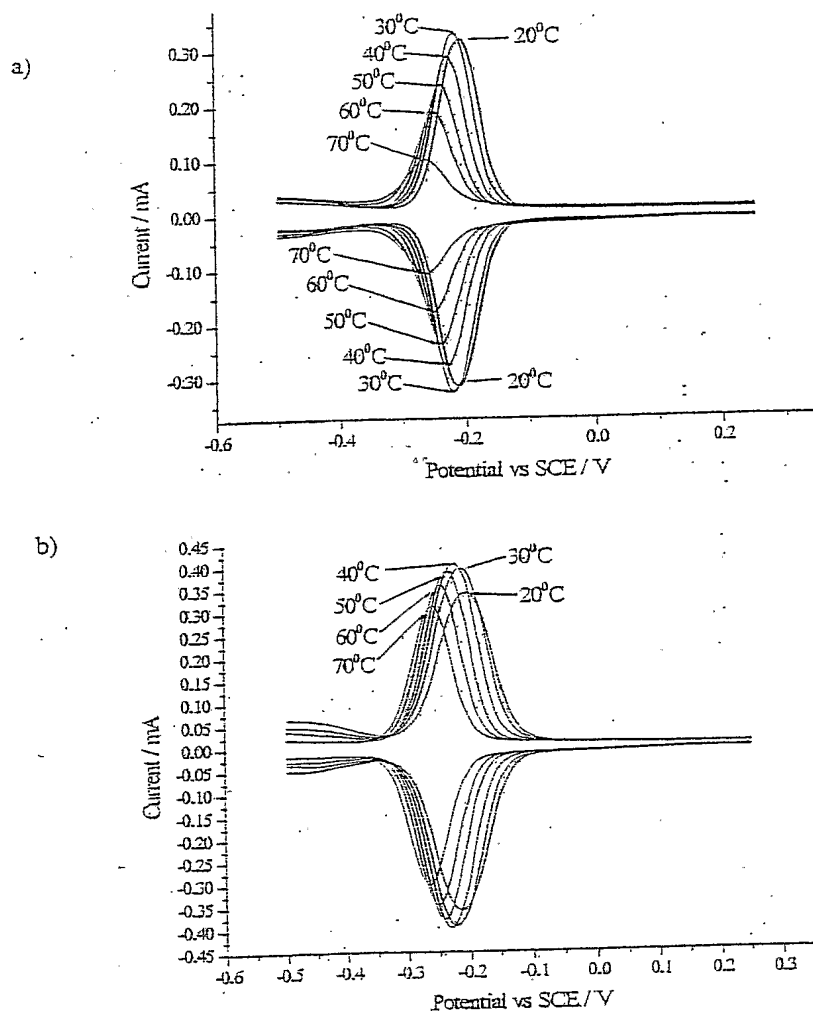 a)
30⁰C
20⁰C
40⁰C
50⁰C
60⁰C
70⁰C
0.30
0.20
0.10
0.00
-0.10
-0.20
-0.30
Current / mA
70⁰C
60⁰C
50⁰C
40⁰C
30⁰C
20⁰C
-0.6
-0.4
-0.2
0.0
0.2
Potential vs SCE / V
b)
0.45
0.40
0.35
0.30
0.25
0.20
0.15
0.10
0.05
0.00
-0.05
-0.10
-0.15
-0.20
-0.25
-0.30
-0.35
-0.40
-0.45
Current / mA
40⁰C
30⁰C
50⁰C
20⁰C
60⁰C
70⁰C
-0.6
-0.5
-0.4
-0.3
-0.2
-0.1
0.0
0.1
0.2
0.3
Potential vs SCE / V